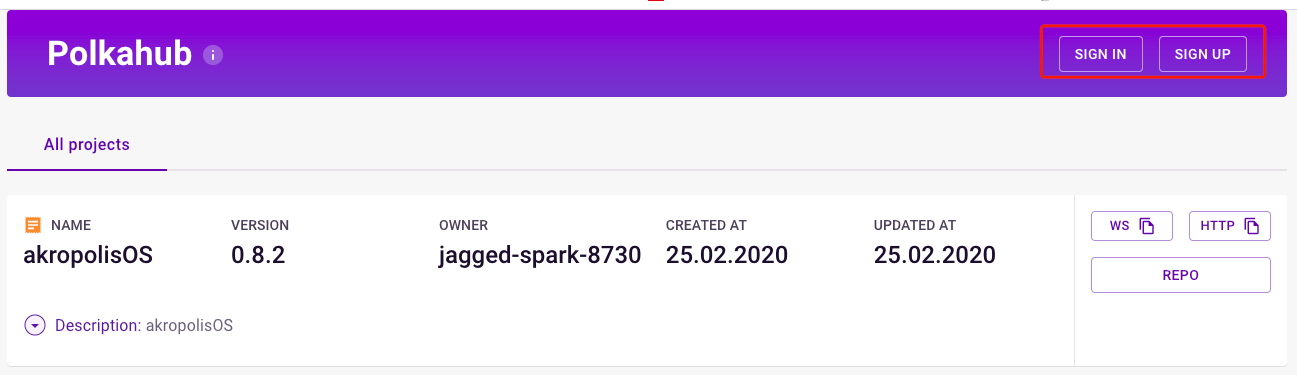 Polkahub i SIGN IN SIGN UP
All projects
NAME VERSION OWNER CREATED AT UPDATED AT WS HTTP
akropolisOS 0.8.2 jagged-spark-8730 25.02.2020 25.02.2020
REPO
Description: akropolisOS